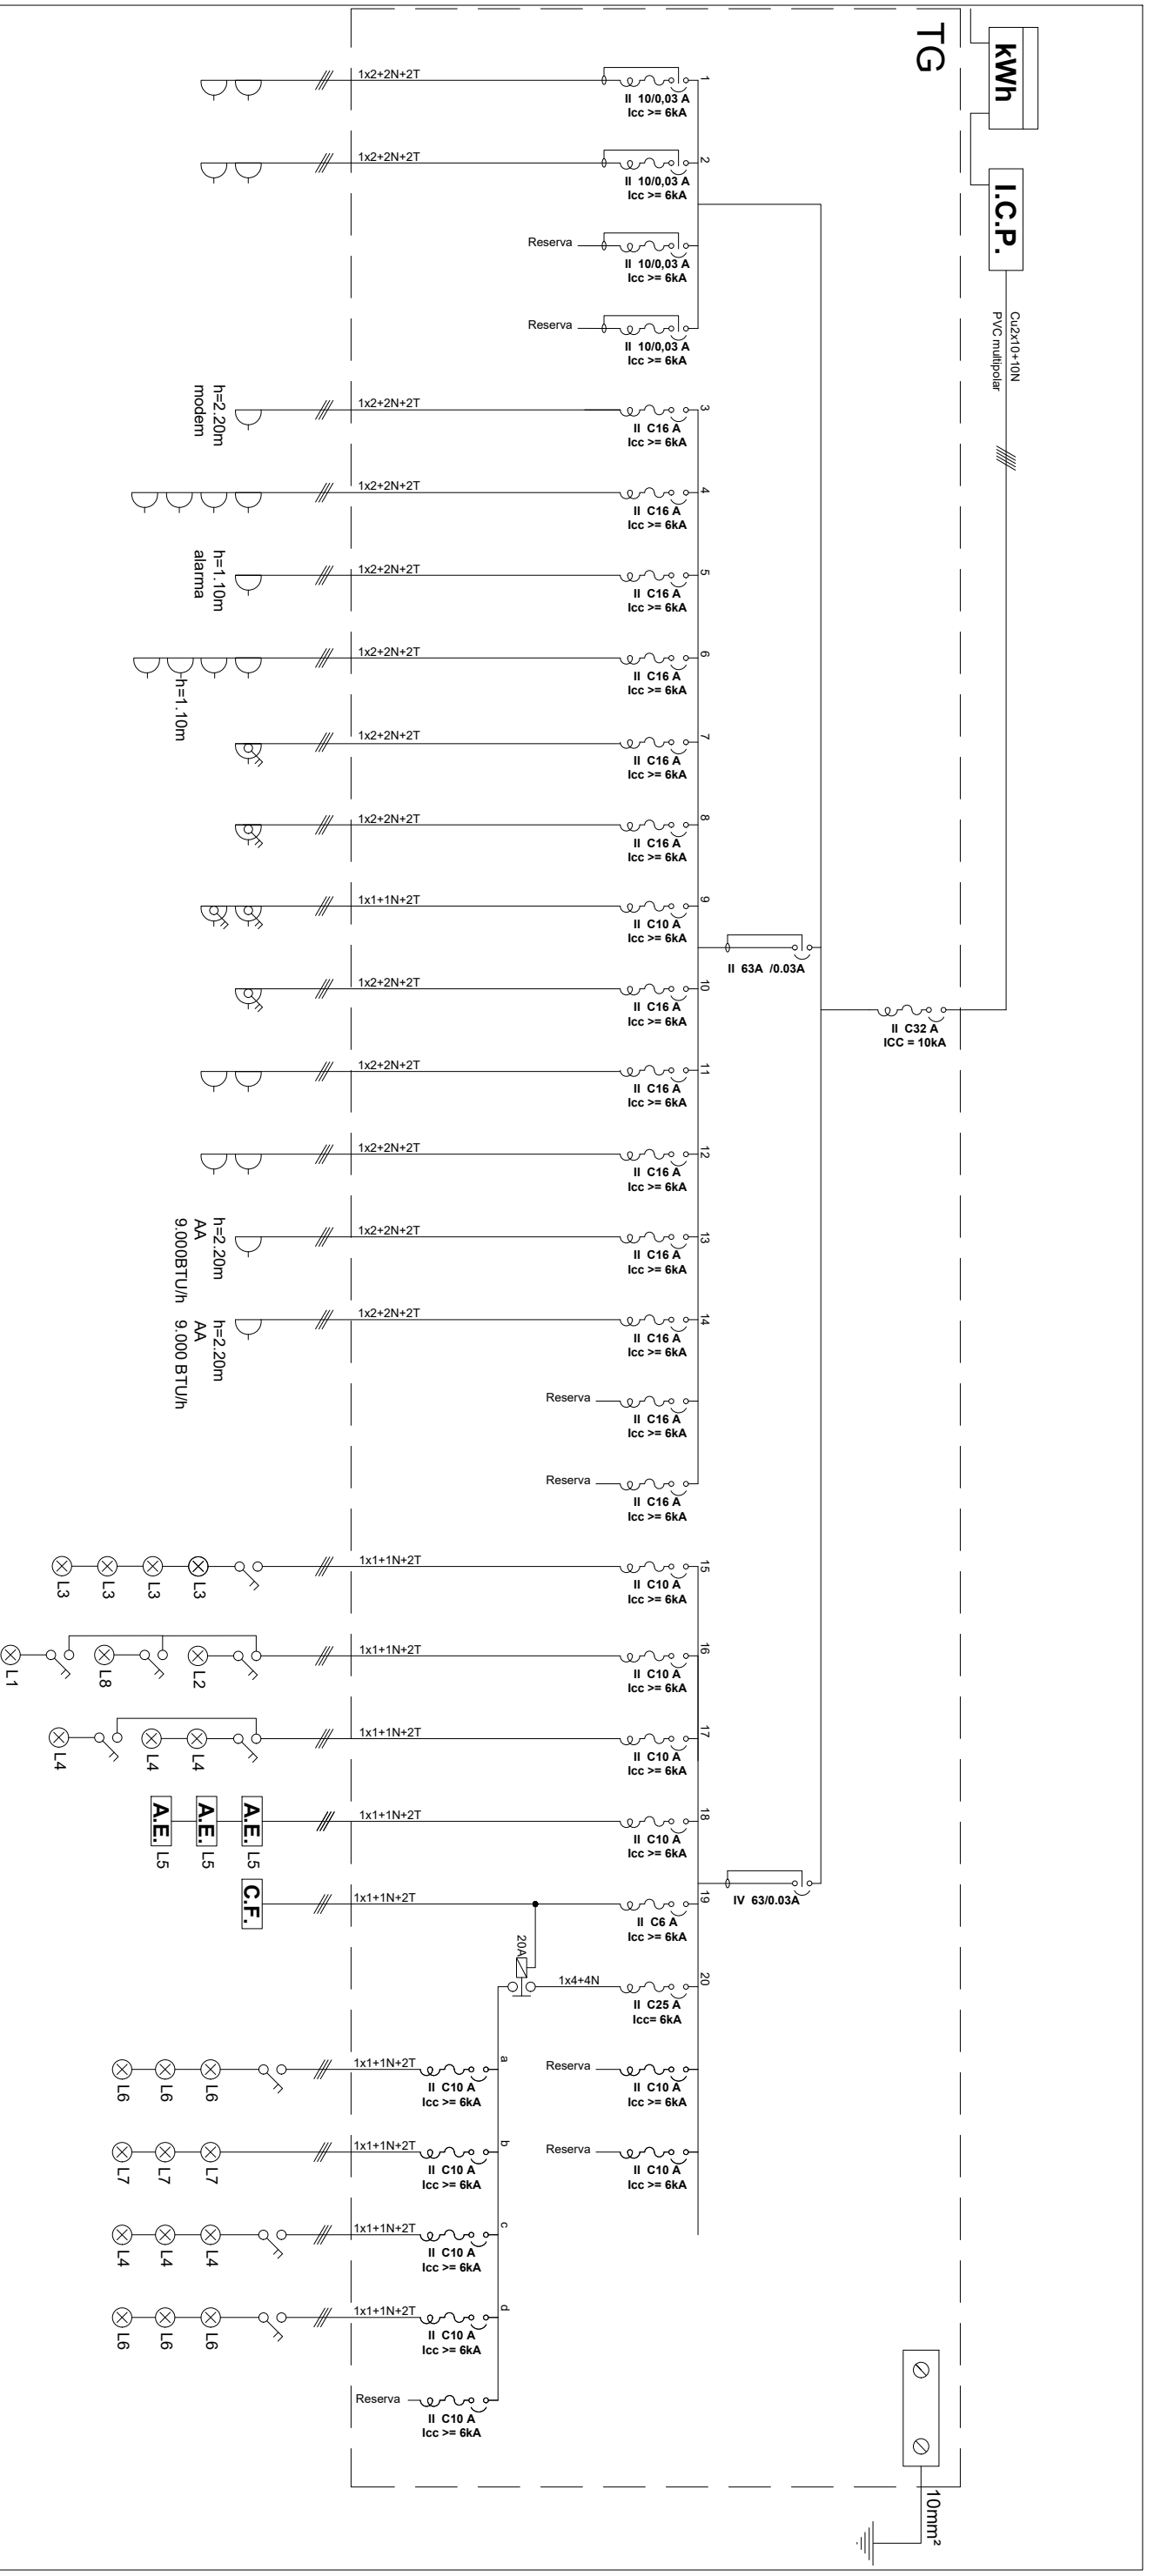 kWh
I.C.P.
Cu2x10+10N
PVC multipolar
TG
II C32 A
ICC = 10kA
1
1x2+2N+2T
II 10/0,03 A
Icc >= 6kA
2
1x2+2N+2T
II 10/0,03 A
Icc >= 6kA
Reserva
II 10/0,03 A
Icc >= 6kA
Reserva
II 10/0,03 A
Icc >= 6kA
3
1x2+2N+2T
II C16 A
Icc >= 6kA
h=2.20m
modem
4
1x2+2N+2T
II C16 A
Icc >= 6kA
5
1x2+2N+2T
II C16 A
Icc >= 6kA
h=1.10m
alarma
6
1x2+2N+2T
II C16 A
Icc >= 6kA
h=1.10m
7
1x2+2N+2T
II C16 A
Icc >= 6kA
8
1x2+2N+2T
II C16 A
Icc >= 6kA
9
1x1+1N+2T
II C10 A
Icc >= 6kA
II 63A /0.03A
10
1x2+2N+2T
II C16 A
Icc >= 6kA
11
1x2+2N+2T
II C16 A
Icc >= 6kA
12
1x2+2N+2T
II C16 A
Icc >= 6kA
13
1x2+2N+2T
II C16 A
Icc >= 6kA
h=2.20m
AA
9.000BTU/h
14
1x2+2N+2T
II C16 A
Icc >= 6kA
h=2.20m
AA
9.000 BTU/h
Reserva
II C16 A
Icc >= 6kA
Reserva
II C16 A
Icc >= 6kA
15
1x1+1N+2T
II C10 A
Icc >= 6kA
L3
L3
L3
L3
16
1x1+1N+2T
II C10 A
Icc >= 6kA
L2
L8
L1
17
1x1+1N+2T
II C10 A
Icc >= 6kA
L4
L4
L4
18
1x1+1N+2T
II C10 A
Icc >= 6kA
A.E. L5
A.E. L5
A.E. L5
IV 63/0.03A
19
1x1+1N+2T
II C6 A
Icc >= 6kA
C.F.
20A
20
1x4+4N
II C25 A
Icc= 6kA
Reserva
II C10 A
Icc >= 6kA
Reserva
II C10 A
Icc >= 6kA
a
1x1+1N+2T
II C10 A
Icc >= 6kA
L6
L6
L6
b
1x1+1N+2T
II C10 A
Icc >= 6kA
L7
L7
L7
c
1x1+1N+2T
II C10 A
Icc >= 6kA
L4
L4
L4
d
1x1+1N+2T
II C10 A
Icc >= 6kA
L6
L6
L6
Reserva
II C10 A
Icc >= 6kA
10mm²